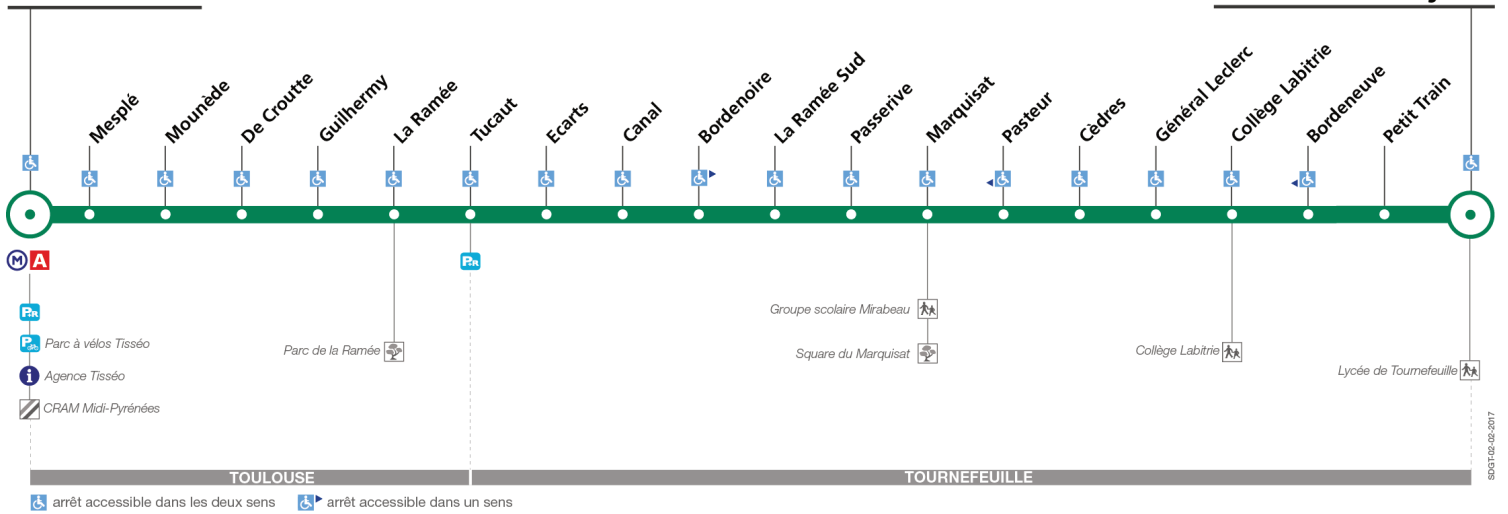 Mesplé
Mounède
De Croutte
Guilhermy
La Ramée
Tucaut
Ecarts
Canal
Bordenoire
La Ramée Sud
Passerive
Marquisat
Pasteur
Cèdres
Général Leclerc
Collège Labitrie
Bordeneuve
Petit Train
M A
P+R
P+R
P
Parc à vélos Tisséo
i
Agence Tisséo
CRAM Midi-Pyrénées
Parc de la Ramée
Groupe scolaire Mirabeau
Square du Marquisat
Collège Labitrie
Lycée de Tournefeuille
TOULOUSE
TOURNEFEUILLE
arrêt accessible dans les deux sens
arrêt accessible dans un sens
SDGT-02-02-2017